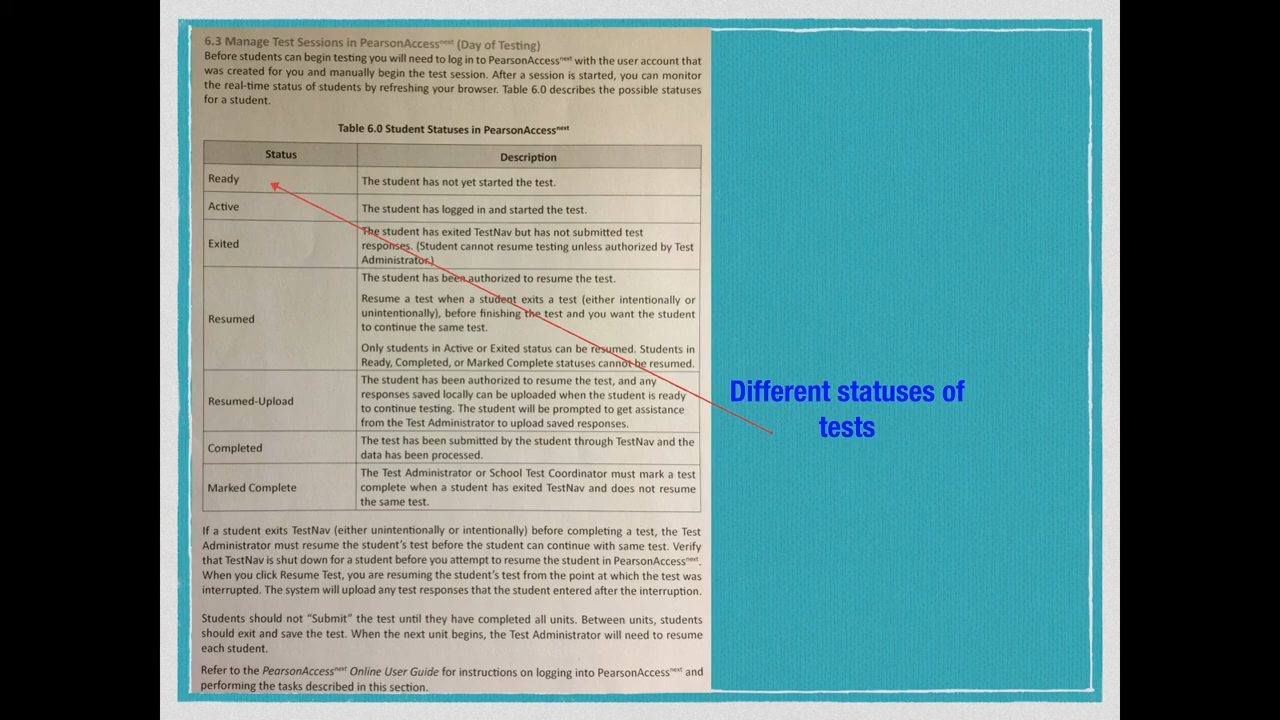 6.3 Manage Test Sessions in PearsonAccessnext (Day of Testing)
Before students can begin testing you will need to log in to PearsonAccessnext with the user account that
was created for you and manually begin the test session. After a session is started, you can monitor
the real-time status of students by refreshing your browser. Table 6.0 describes the possible statuses
for a student.
Table 6.0 Student Statuses in PearsonAccessnext
Status
Description
Ready
The student has not yet started the test.
Active
The student has logged in and started the test.
Exited
The student has exited TestNav but has not submitted test
responses. (Student cannot resume testing unless authorized by Test
Administrator.)
Resumed
The student has been authorized to resume the test.
Resume a test when a student exits a test (either intentionally or
unintentionally), before finishing the test and you want the student
to continue the same test.
Only students in Active or Exited status can be resumed. Students in
Ready, Completed, or Marked Complete statuses cannot be resumed.
Resumed-Upload
The student has been authorized to resume the test, and any
responses saved locally can be uploaded when the student is ready
to continue testing. The student will be prompted to get assistance
from the Test Administrator to upload saved responses.
Completed
The test has been submitted by the student through TestNav and the
data has been processed.
Marked Complete
The Test Administrator or School Test Coordinator must mark a test
complete when a student has exited TestNav and does not resume
the same test.
If a student exits TestNav (either unintentionally or intentionally) before completing a test, the Test
Administrator must resume the student's test before the student can continue with same test. Verify
that TestNav is shut down for a student before you attempt to resume the student in PearsonAccessnext.
When you click Resume Test, you are resuming the student's test from the point at which the test was
interrupted. The system will upload any test responses that the student entered after the interruption.
Students should not "Submit" the test until they have completed all units. Between units, students
should exit and save the test. When the next unit begins, the Test Administrator will need to resume
each student.
Refer to the PearsonAccessnext Online User Guide for instructions on logging into PearsonAccessnext and
performing the tasks described in this section.
Different statuses of
tests